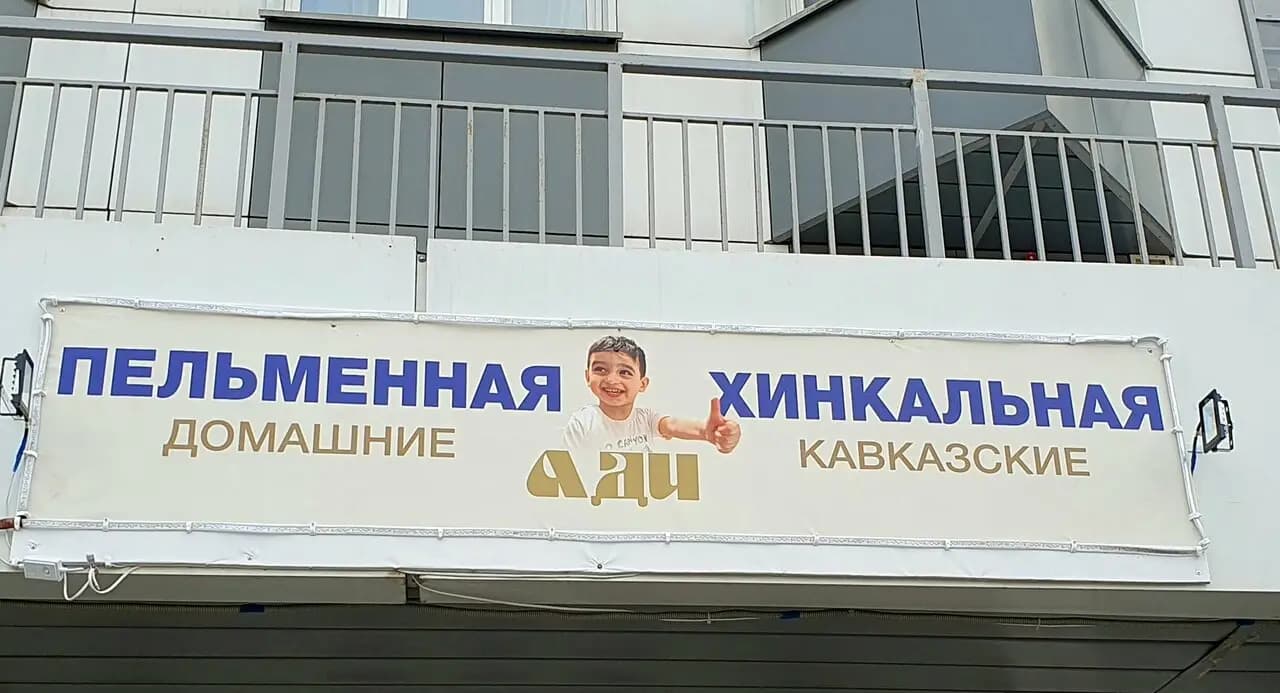 ПЕЛЬМЕННАЯ ХИНКАЛЬНАЯ
ДОМАШНИЕ КАВКАЗСКИЕ
АДИ